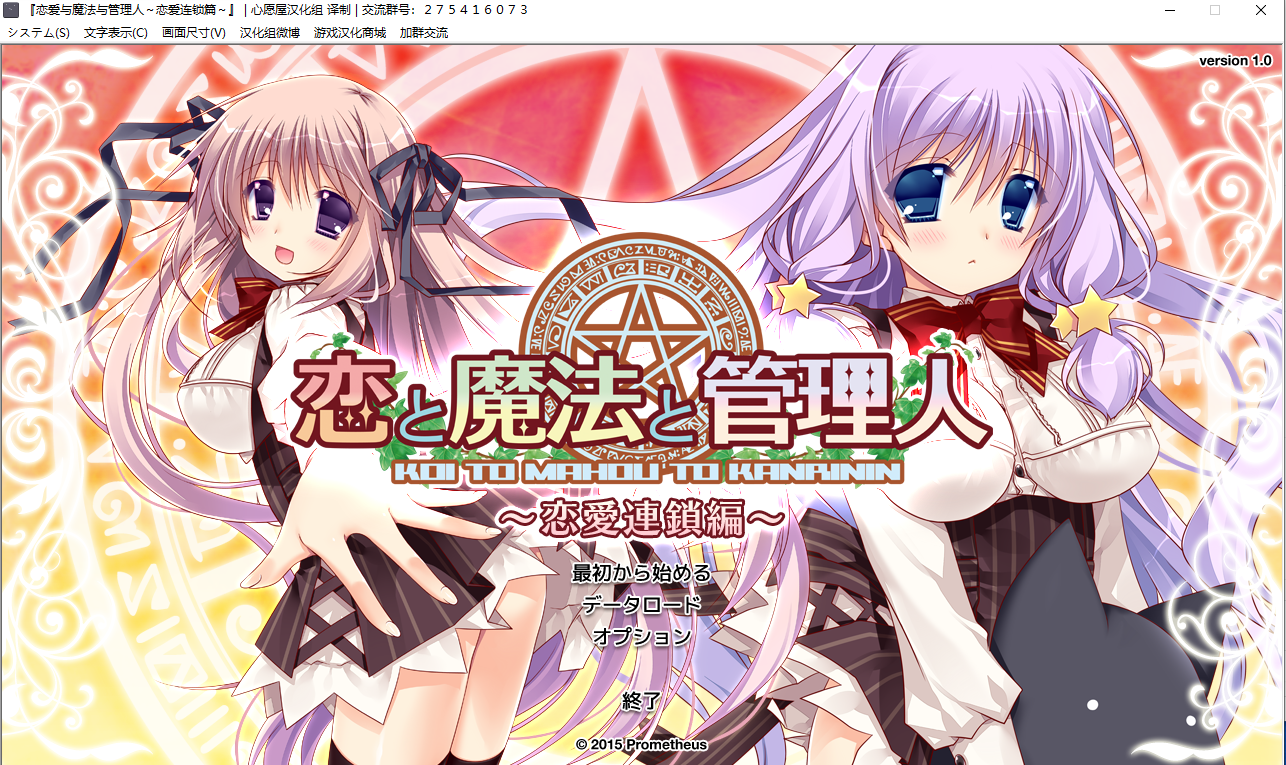 『恋爱与魔法与管理人～恋爱连锁篇～』 | 心愿屋汉化组 译制 | 交流群号：２７５４１６０７３
システム(S) 文字表示(C) 画面尺寸(V) 汉化组微博 游戏汉化商城 加群交流
version 1.0
恋と魔法と管理人
KOI TO MAHOU TO KANRININ
～恋愛連鎖編～
最初から始める
データロード
オプション
終了
© 2015 Prometheus